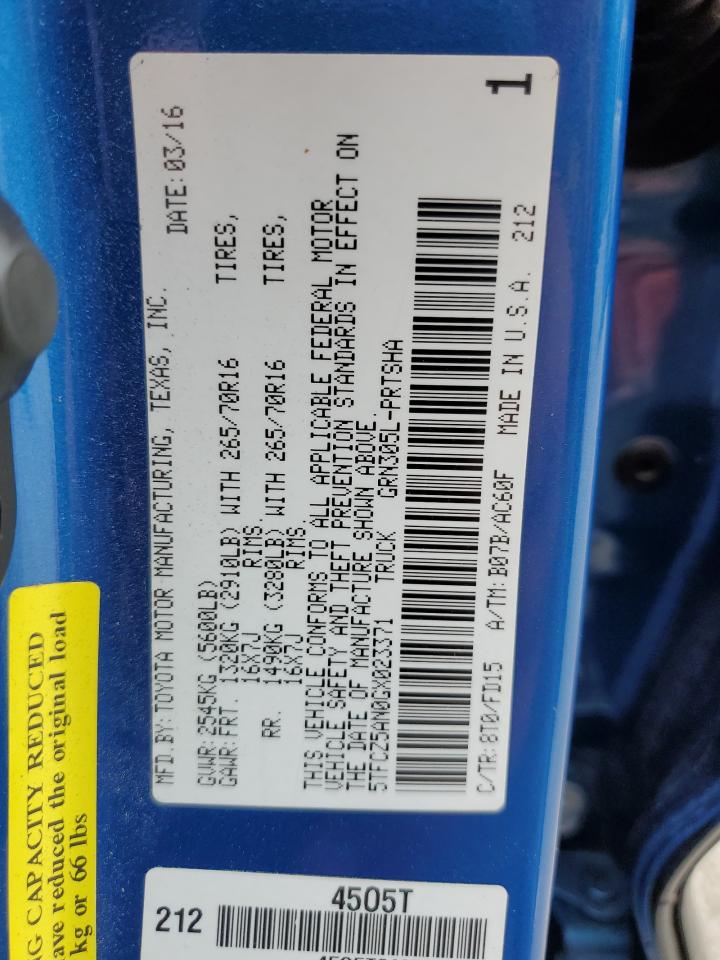 MFD. BY: TOYOTA MOTOR MANUFACTURING, TEXAS, INC.
DATE: 03/16
GVWR: 2545KG (5600LB)
GAWR: FRT. 1320KG (2910LB) WITH 265/70R16 TIRES,
16X7J RIMS.
RR. 1490KG (3280LB) WITH 265/70R16 TIRES,
16X7J RIMS.
THIS VEHICLE CONFORMS TO ALL APPLICABLE FEDERAL MOTOR
VEHICLE SAFETY AND THEFT PREVENTION STANDARDS IN EFFECT ON
THE DATE OF MANUFACTURE SHOWN ABOVE.
5TFCZ5AN0GX023371 TRUCK GRN305L-PRTSHA
C/TR: 8T0/FD15 A/TM: B07B/AC60F MADE IN U.S.A. 212
1
CAPACITY REDUCED
reduced the original load
kg or 66 lbs
212
4505T